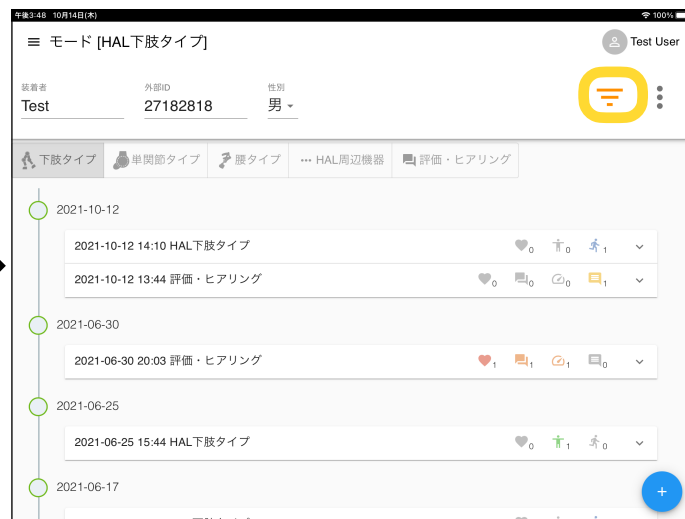 午後3:48 10月14日(木) 100%
モード [HAL下肢タイプ] Test User
装着者 外部ID 性別
Test 27182818 男
下肢タイプ 単関節タイプ 腰タイプ HAL周辺機器 評価・ヒアリング
2021-10-12
2021-10-12 14:10 HAL下肢タイプ 0 0 1
2021-10-12 13:44 評価・ヒアリング 0 0 0 1
2021-06-30
2021-06-30 20:03 評価・ヒアリング 1 1 1 0
2021-06-25
2021-06-25 15:44 HAL下肢タイプ 0 1 0
2021-06-17